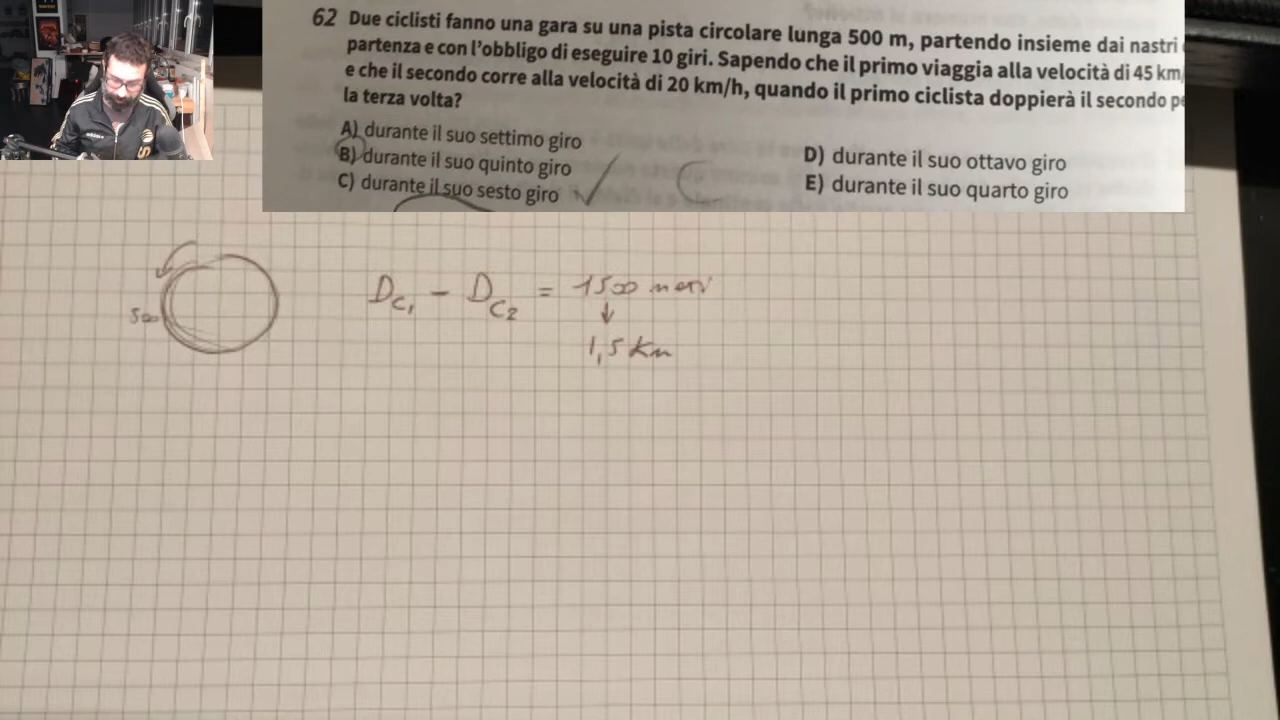 62 Due ciclisti fanno una gara su una pista circolare lunga 500 m, partendo insieme dai nastri
partenza e con l'obbligo di eseguire 10 giri. Sapendo che il primo viaggia alla velocità di 45 km
e che il secondo corre alla velocità di 20 km/h, quando il primo ciclista doppierà il secondo pe
la terza volta?
A) durante il suo settimo giro
B) durante il suo quinto giro
C) durante il suo sesto giro
D) durante il suo ottavo giro
E) durante il suo quarto giro
500
DC1 - DC2 = 1500 metri
↓
1,5 Km